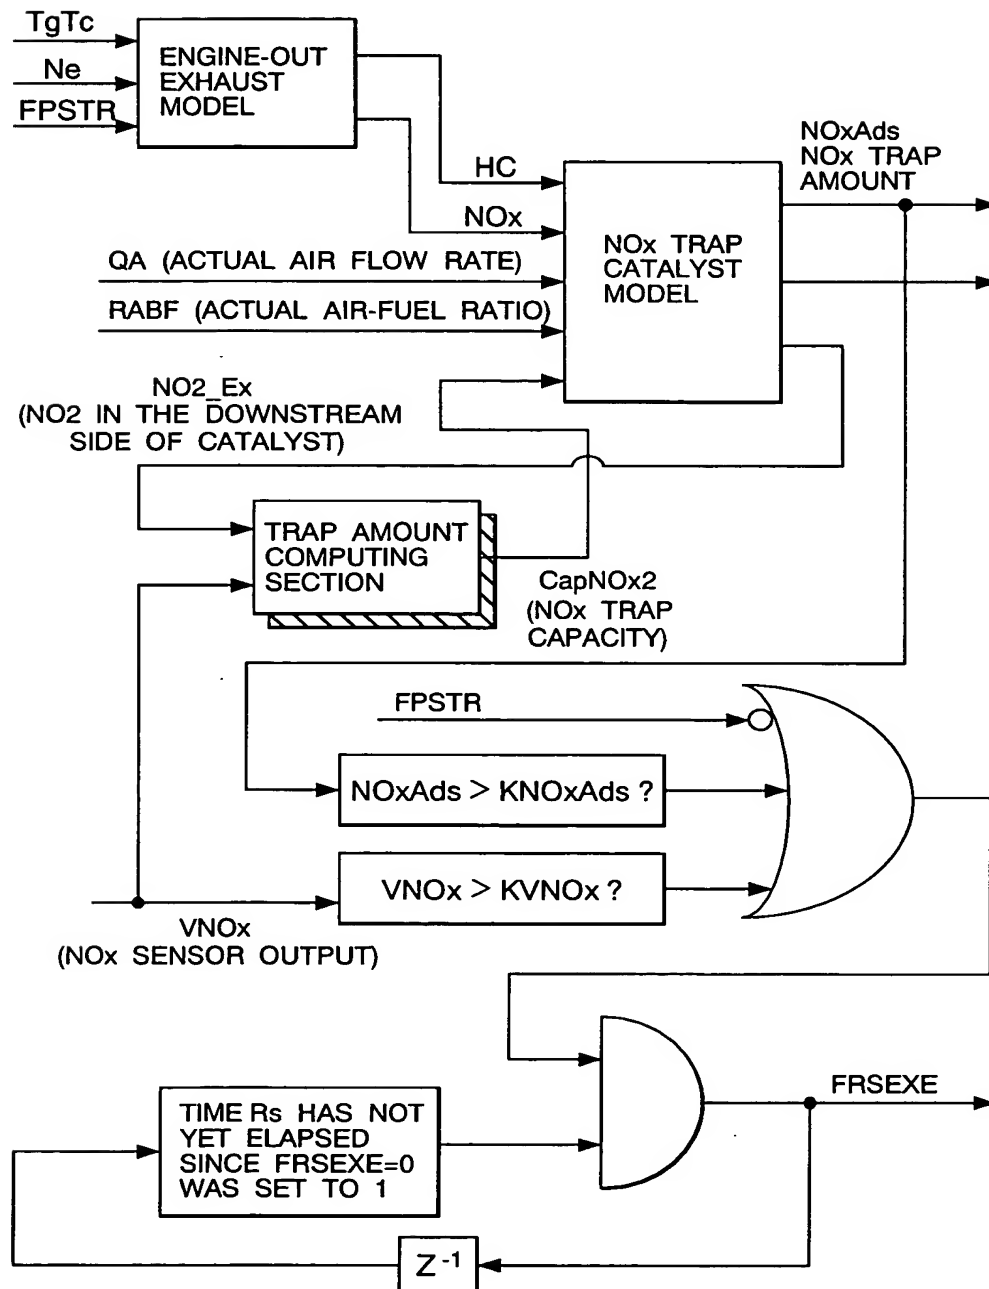 TgTc
Ne
FPSTR
ENGINE-OUT
EXHAUST
MODEL
HC
NOx
QA (ACTUAL AIR FLOW RATE)
RABF (ACTUAL AIR-FUEL RATIO)
NOx TRAP
CATALYST
MODEL
NOxAds
NOx TRAP
AMOUNT
NO2_Ex
(NO2 IN THE DOWNSTREAM
SIDE OF CATALYST)
TRAP AMOUNT
COMPUTING
SECTION
CapNOx2
(NOx TRAP
CAPACITY)
FPSTR
NOxAds > KNOxAds ?
VNOx > KVNOx ?
VNOx
(NOx SENSOR OUTPUT)
FRSEXE
TIME Rs HAS NOT
YET ELAPSED
SINCE FRSEXE=0
WAS SET TO 1
Z⁻¹